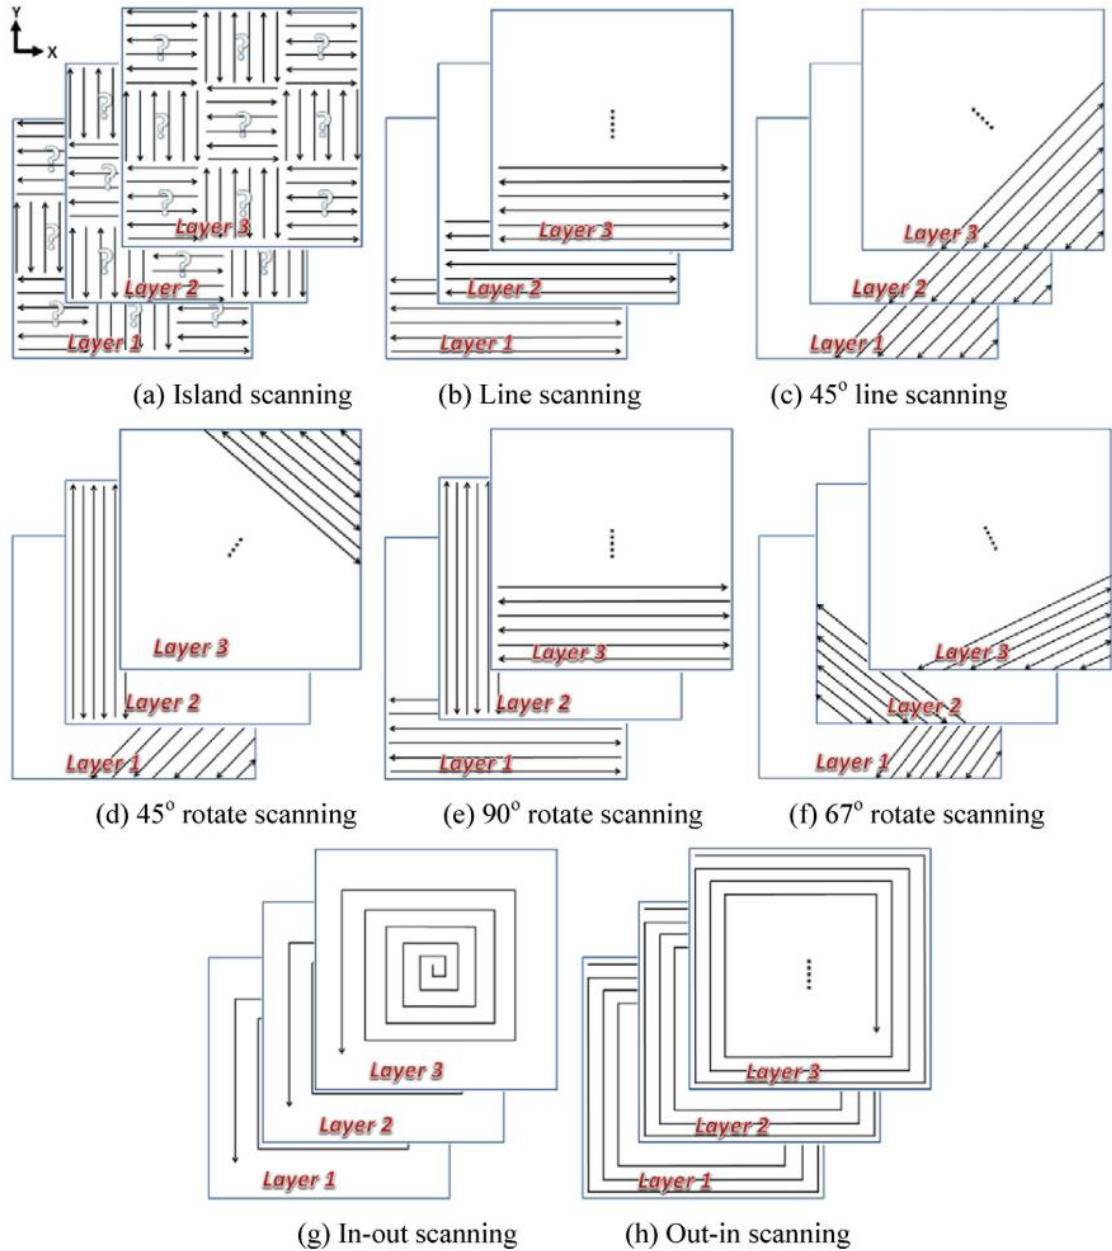 Y
X
? ? ?
? ? ?
? ? ?
Layer 3
? ? ? ? ?
Layer 2
? ? ? ? ?
Layer 1
Layer 3
Layer 2
Layer 1
Layer 3
Layer 2
Layer 1
(a) Island scanning
(b) Line scanning
(c) 45° line scanning
Layer 3
Layer 2
Layer 1
Layer 3
Layer 2
Layer 1
Layer 3
Layer 2
Layer 1
(d) 45° rotate scanning
(e) 90° rotate scanning
(f) 67° rotate scanning
Layer 3
Layer 2
Layer 1
Layer 3
Layer 2
Layer 1
(g) In-out scanning
(h) Out-in scanning